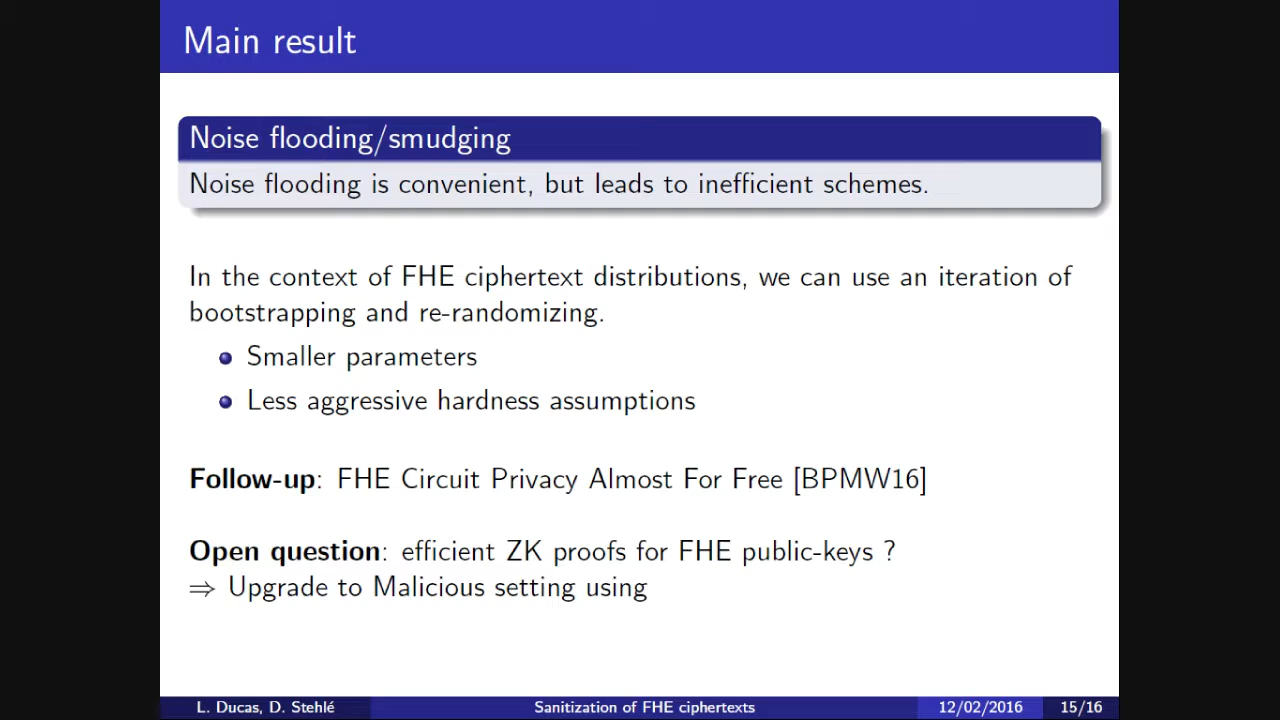 Main result
Noise flooding/smudging
Noise flooding is convenient, but leads to inefficient schemes.
In the context of FHE ciphertext distributions, we can use an iteration of
bootstrapping and re-randomizing.
Smaller parameters
Less aggressive hardness assumptions
Follow-up: FHE Circuit Privacy Almost For Free [BPMW16]
Open question: efficient ZK proofs for FHE public-keys ?
⇒ Upgrade to Malicious setting using
L. Ducas, D. Stehlé Sanitization of FHE ciphertexts 12/02/2016 15/16